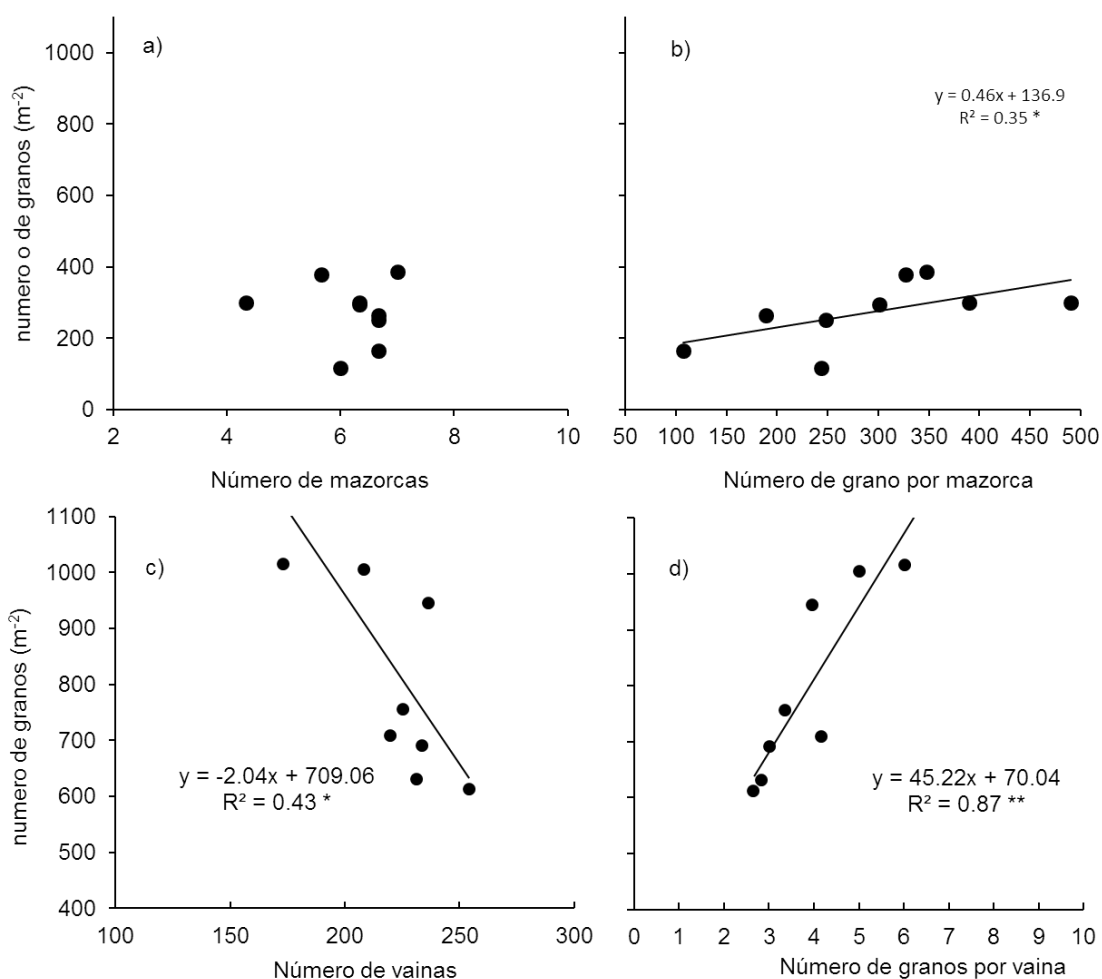 a)
1000
800
600
400
200
0
2 4 6 8 10
numero o de granos (m-2)
Número de mazorcas
b)
y = 0.46x + 136.9
R² = 0.35 *
50 100 150 200 250 300 350 400 450 500
Número de grano por mazorca
c)
1100
1000
900
800
700
600
500
400
y = -2.04x + 709.06
R² = 0.43 *
100 150 200 250 300
numero de granos (m-2)
Número de vainas
d)
y = 45.22x + 70.04
R² = 0.87 **
0 1 2 3 4 5 6 7 8 9 10
Número de granos por vaina